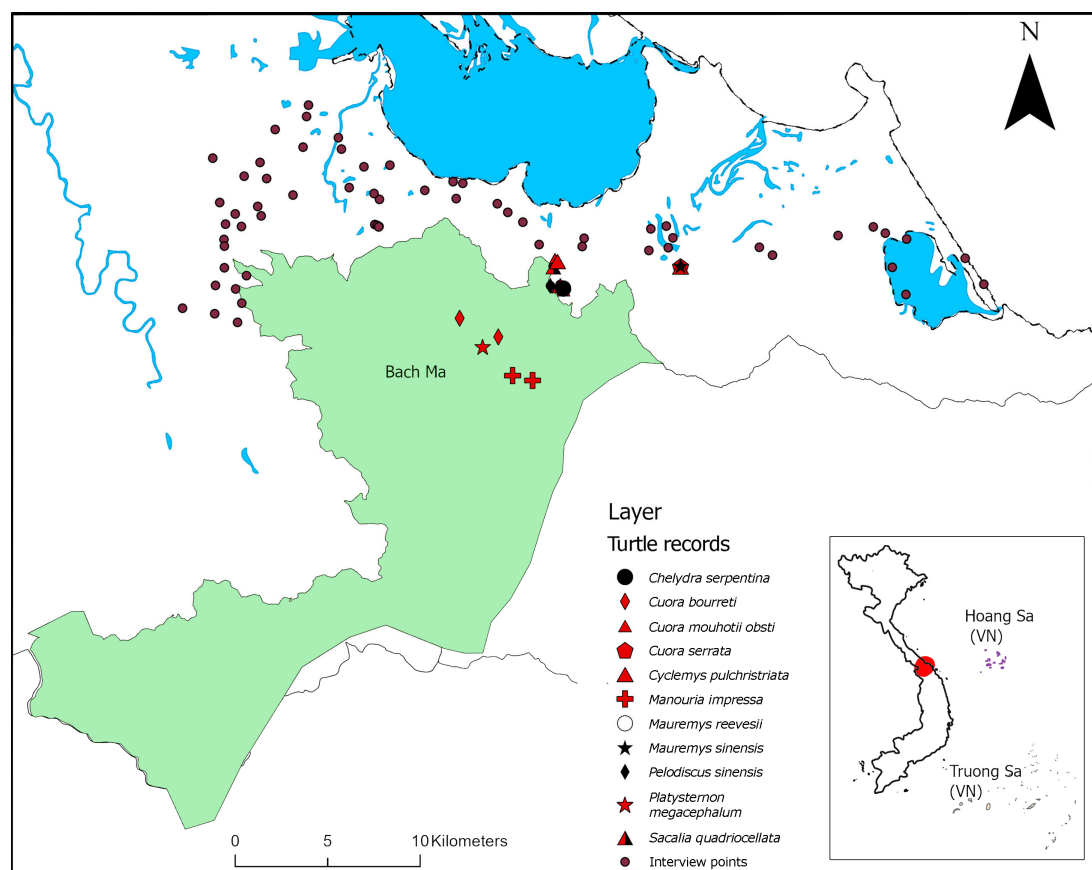 N
Bach Ma
Layer
Turtle records
Chelydra serpentina
Cuora bourreti
Cuora mouhotii obsti
Cuora serrata
Cyclemys pulchristriata
Manouria impressa
Mauremys reevesii
Mauremys sinensis
Pelodiscus sinensis
Platysternon
megacephalum
Sacalia quadriocellata
Interview points
0 5 10 Kilometers
Hoang Sa
(VN)
Truong Sa
(VN)